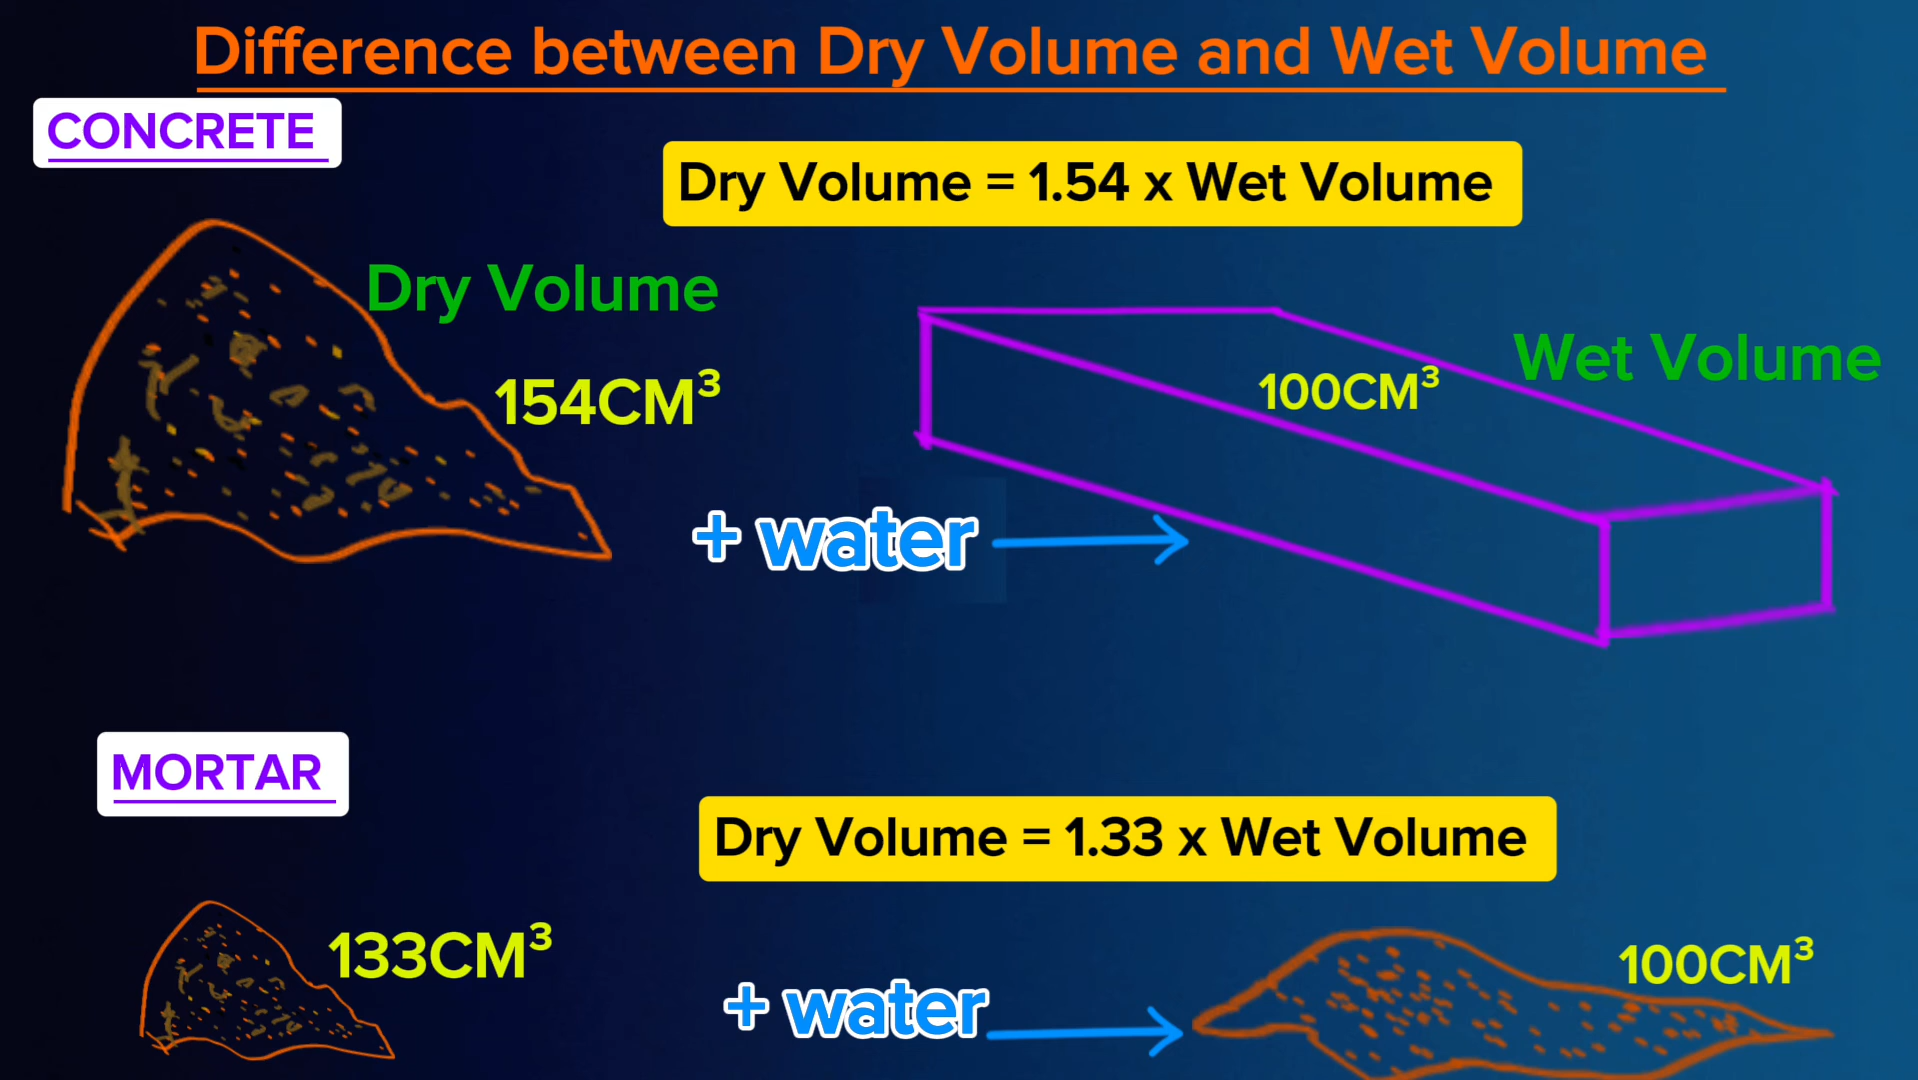 Difference between Dry Volume and Wet Volume
CONCRETE
Dry Volume = 1.54 x Wet Volume
Dry Volume
154CM³
Wet Volume
100CM³
+ water
MORTAR
Dry Volume = 1.33 x Wet Volume
133CM³
+ water
100CM³